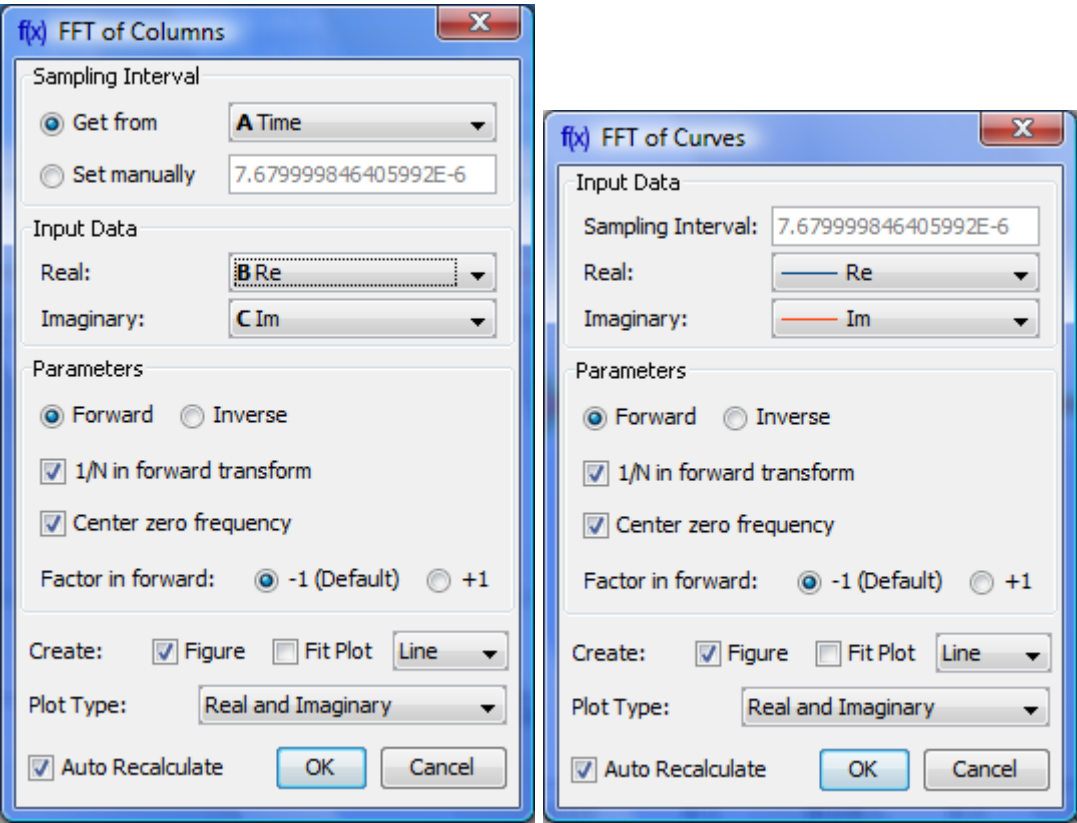 f(x) FFT of Columns
Sampling Interval
Get from A Time
Set manually 7.679999846405992E-6
Input Data
Real: B Re
Imaginary: C Im
Parameters
Forward Inverse
1/N in forward transform
Center zero frequency
Factor in forward: -1 (Default) +1
Create: Figure Fit Plot Line
Plot Type: Real and Imaginary
Auto Recalculate OK Cancel
f(x) FFT of Curves
Input Data
Sampling Interval: 7.679999846405992E-6
Real: Re
Imaginary: Im
Parameters
Forward Inverse
1/N in forward transform
Center zero frequency
Factor in forward: -1 (Default) +1
Create: Figure Fit Plot Line
Plot Type: Real and Imaginary
Auto Recalculate OK Cancel